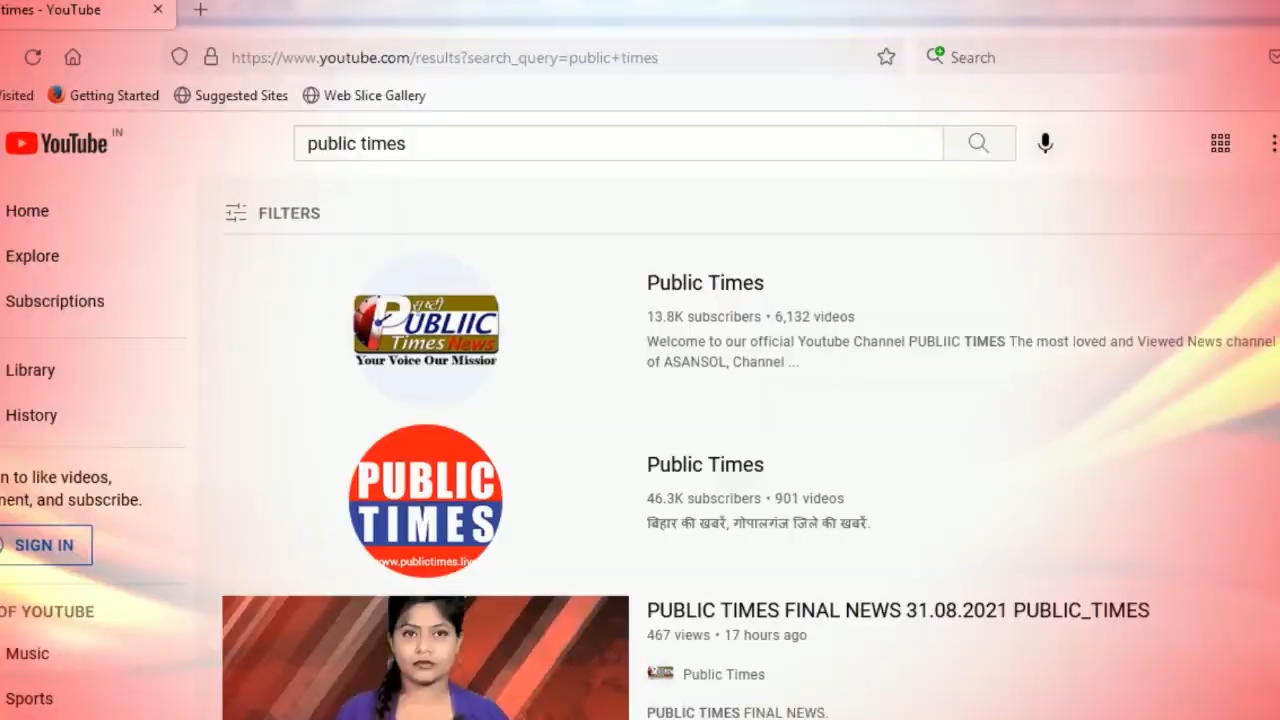 times - YouTube
https://www.youtube.com/results?search_query=public+times
Search
Visited
Getting Started
Suggested Sites
Web Slice Gallery
YouTube IN
public times
Home
Explore
Subscriptions
Library
History
n to like videos,
ment, and subscribe.
SIGN IN
OF YOUTUBE
Music
Sports
FILTERS
सृष्टी
PUBLIIC
Times News
Your Voice Our Mission
Public Times
13.8K subscribers • 6,132 videos
Welcome to our official Youtube Channel PUBLIIC TIMES The most loved and Viewed News channel
of ASANSOL, Channel ...
PUBLIC
TIMES
www.publictimes.liv
Public Times
46.3K subscribers • 901 videos
बिहार की खबरें, गोपालगंज जिले की खबरें.
PUBLIC TIMES FINAL NEWS 31.08.2021 PUBLIC_TIMES
467 views • 17 hours ago
Public Times
PUBLIC TIMES FINAL NEWS.